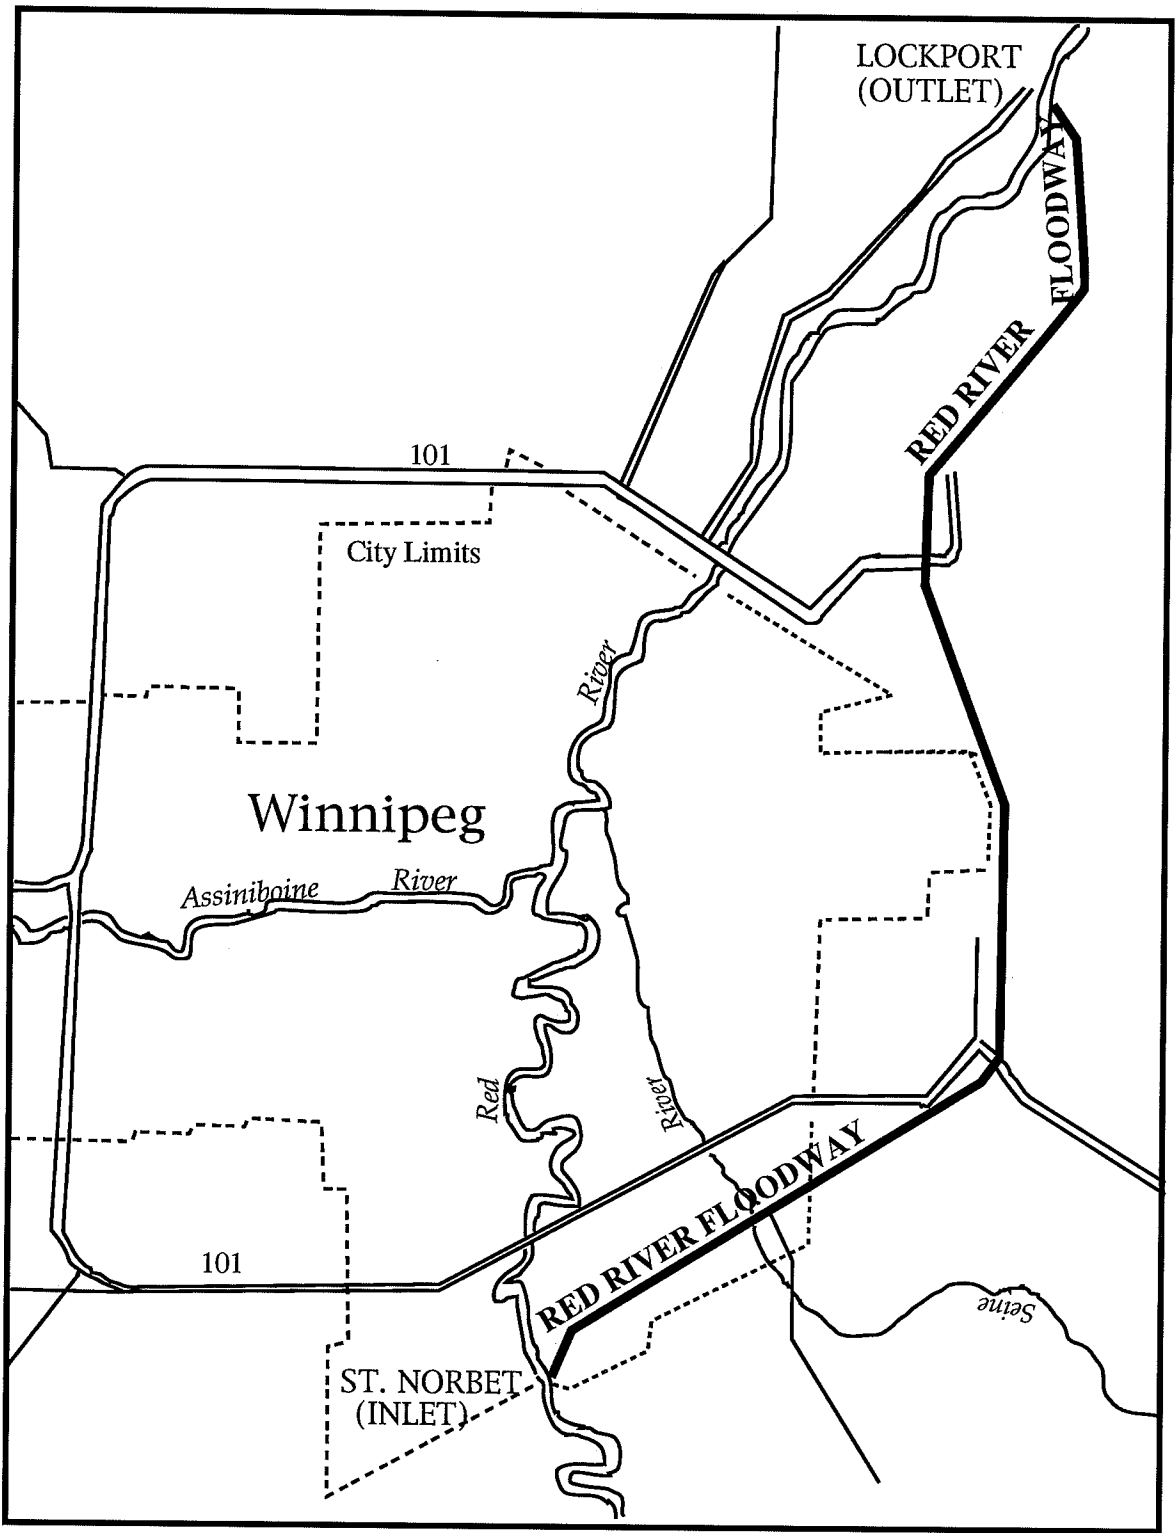 LOCKPORT
(OUTLET)
FLOODWAY
RED RIVER
101
City Limits
River
Winnipeg
Assiniboine River
Red
River
RED RIVER FLOODWAY
101
Seine
ST. NORBET
(INLET)